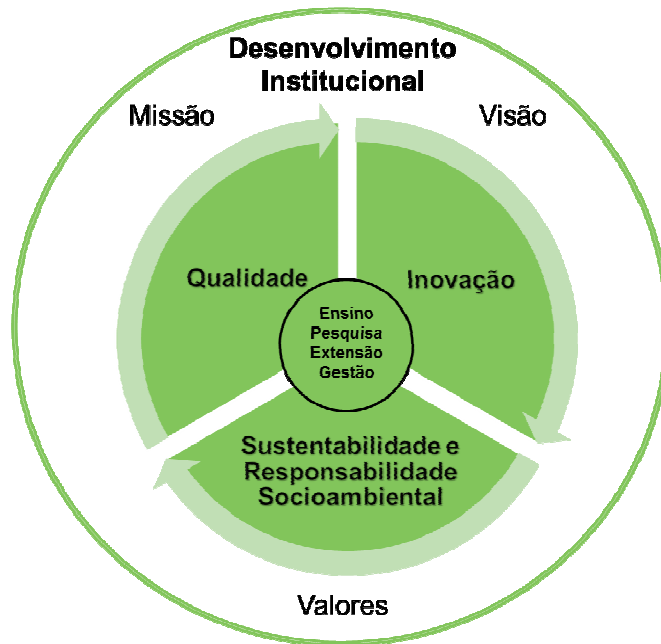 Desenvolvimento
Institucional
Missão
Visão
Qualidade
Inovação
Ensino
Pesquisa
Extensão
Gestão
Sustentabilidade e
Responsabilidade
Socioambiental
Valores